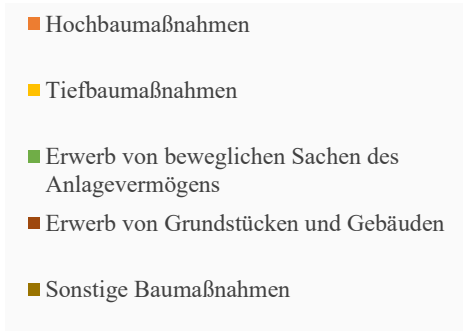 Hochbaumaßnahmen
Tiefbaumaßnahmen
Erwerb von beweglichen Sachen des
Anlagevermögens
Erwerb von Grundstücken und Gebäuden
Sonstige Baumaßnahmen